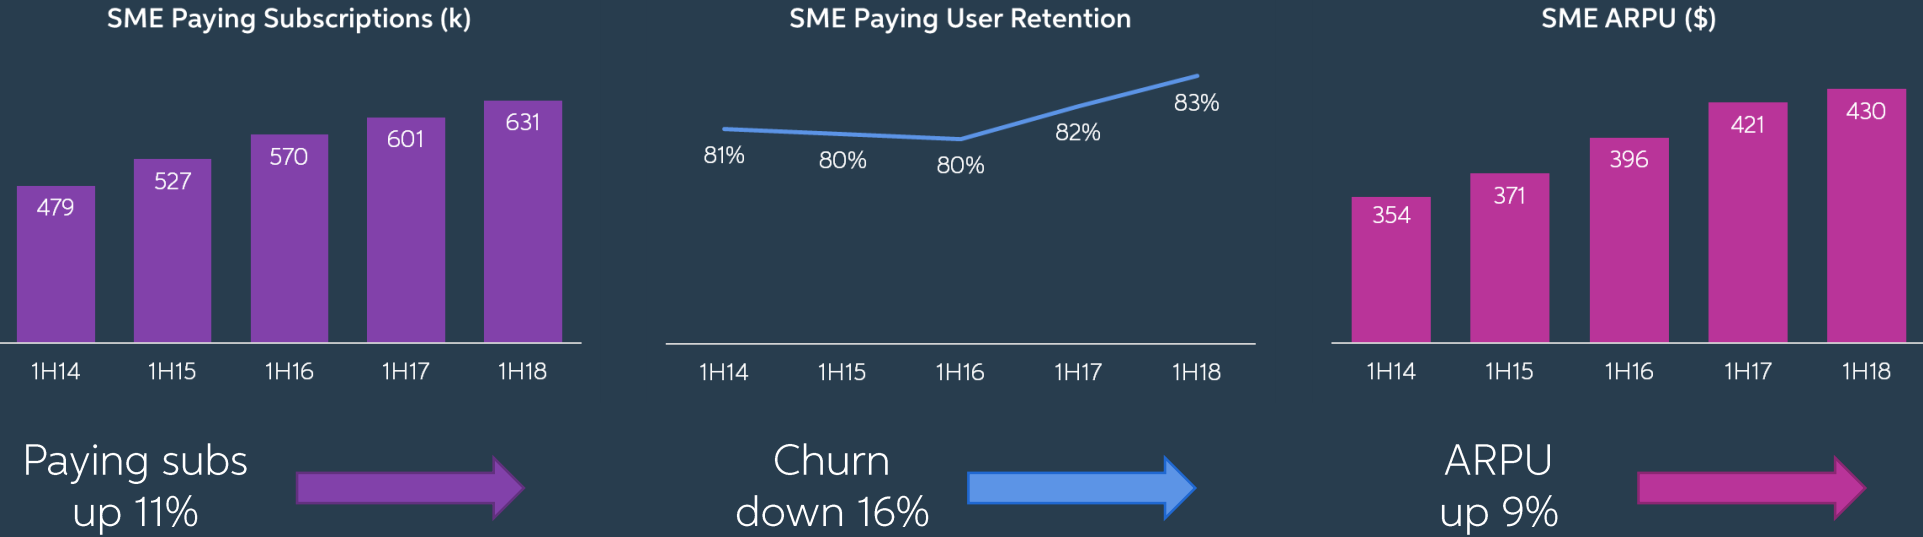 SME Paying Subscriptions (k)
479
527
570
601
631
1H14
1H15
1H16
1H17
1H18
Paying subs
up 11%
SME Paying User Retention
81%
80%
80%
82%
83%
1H14
1H15
1H16
1H17
1H18
Churn
down 16%
SME ARPU ($)
354
371
396
421
430
1H14
1H15
1H16
1H17
1H18
ARPU
up 9%